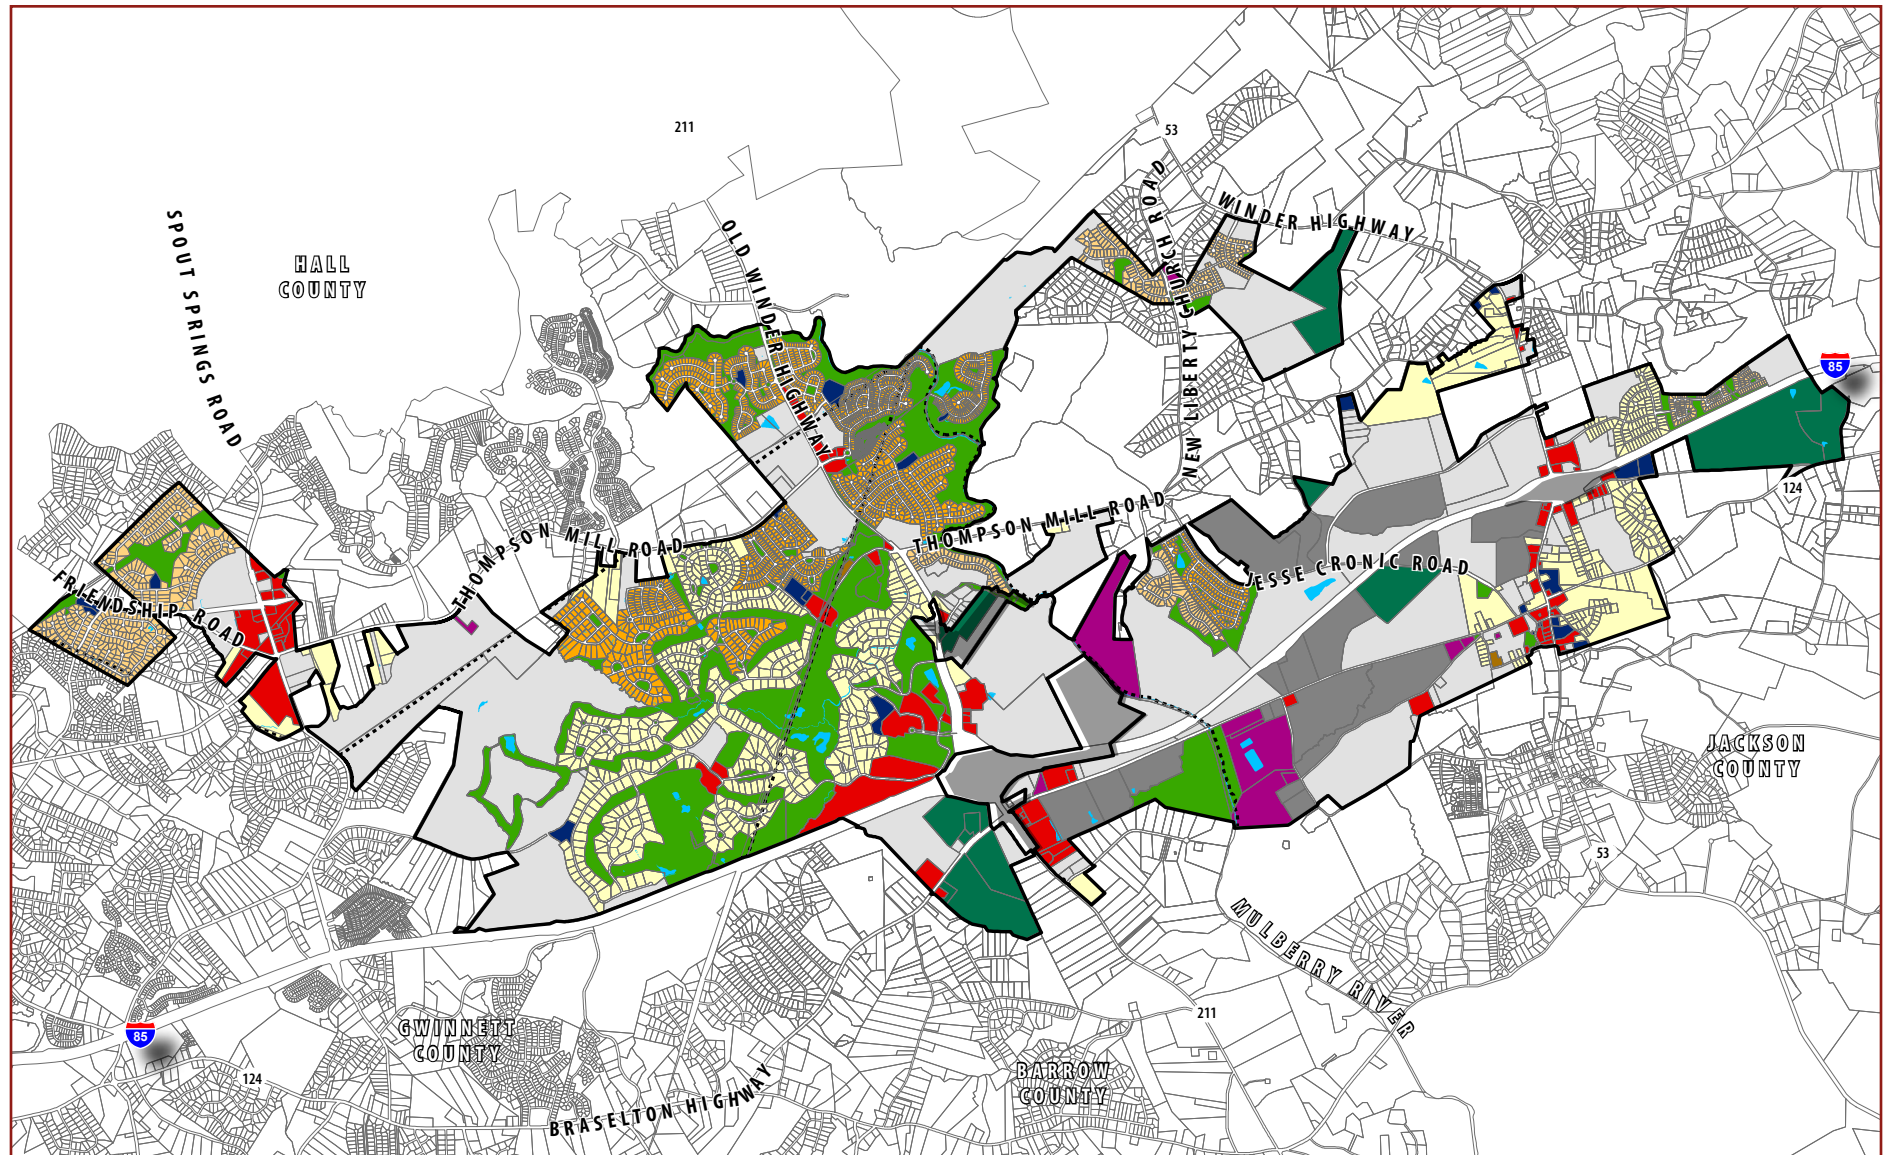 211
53
SPOUT SPRINGS ROAD
HALL
COUNTY
OLD WINDER HIGHWAY
NEW LIBERTY CHURCH ROAD
WINDER HIGHWAY
85
124
THOMPSON MILL ROAD
THOMPSON MILL ROAD
JESSE CRONIC ROAD
FRIENDSHIP ROAD
JACKSON
COUNTY
53
MULBERRY RIVER
211
85
GWINNETT
COUNTY
124
BARROW
COUNTY
BRASELTON HIGHWAY